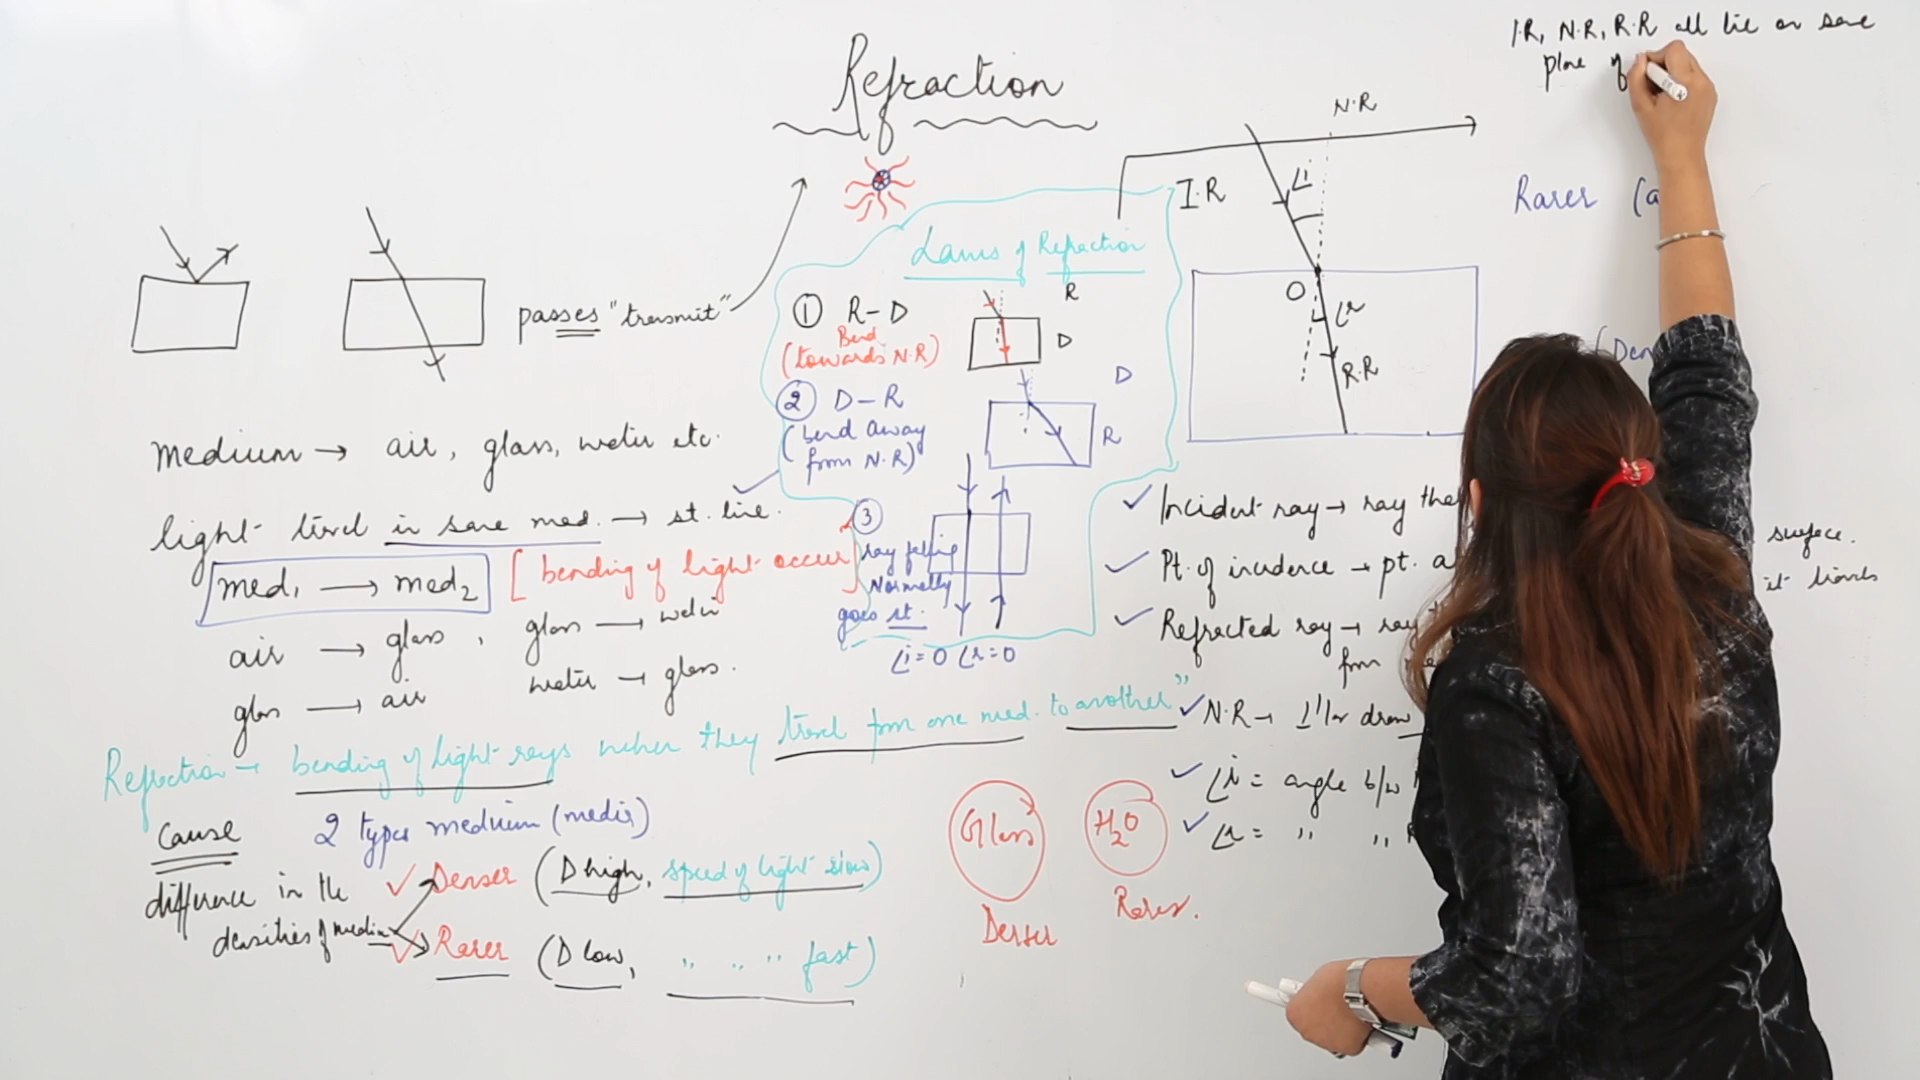 Refraction
I.R, N.R, R.R all lie on same
plane of
N.R
I.R
∠i
O
∠r
R.R
Rarer (a
(Den
passes "transmit"
Laws of Refraction
① R-D
Bend
(towards N.R)
R
D
② D-R
(bend away
from N.R)
D
R
③
ray falling
Normally
goes st.
∠i=0 ∠r=0
medium → air, glass, water etc.
light travel in same med. → st. line.
med₁ → med₂ [bending of light occur]
air → glass, glass → water
glass → air water → glass.
Refraction → bending of light rays when they travel from one med. to another"
Cause
2 types medium (media)
difference in the
densities of media
Denser (D high, speed of light slow)
Rarer (D low, " " " fast)
Glass
Denser
H₂O
Rarer.
✓ Incident ray → ray tha
surface.
✓ Pt. of incidence → pt. a
it travels
✓ Refracted ray → ray
from
✓ N.R → ⊥'lar draw
✓ ∠i = angle b/w
✓ ∠r = " " R